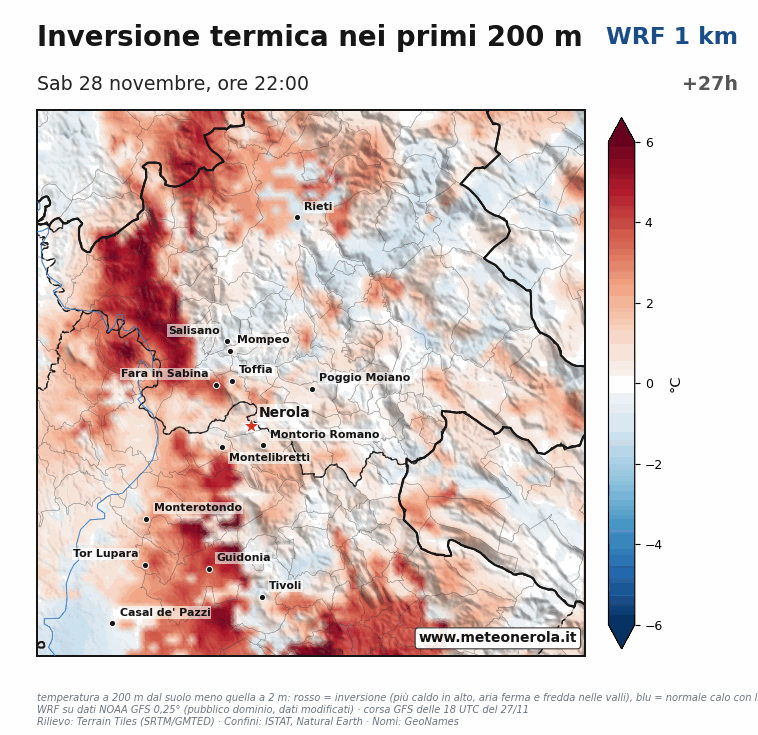 Inversione termica nei primi 200 m WRF 1 km
Sab 28 novembre, ore 22:00 +27h
Rieti
Salisano
Mompeo
Fara in Sabina
Toffia
Poggio Moiano
Nerola
Montorio Romano
Montelibretti
Monterotondo
Tor Lupara
Guidonia
Tivoli
Casal de' Pazzi
www.meteonerola.it
6
4
2
0
−2
−4
−6
°C
temperatura a 200 m dal suolo meno quella a 2 m: rosso = inversione (più caldo in alto, aria ferma e fredda nelle valli), blu = normale calo con l
WRF su dati NOAA GFS 0,25° (pubblico dominio, dati modificati) · corsa GFS delle 18 UTC del 27/11
Rilievo: Terrain Tiles (SRTM/GMTED) · Confini: ISTAT, Natural Earth · Nomi: GeoNames